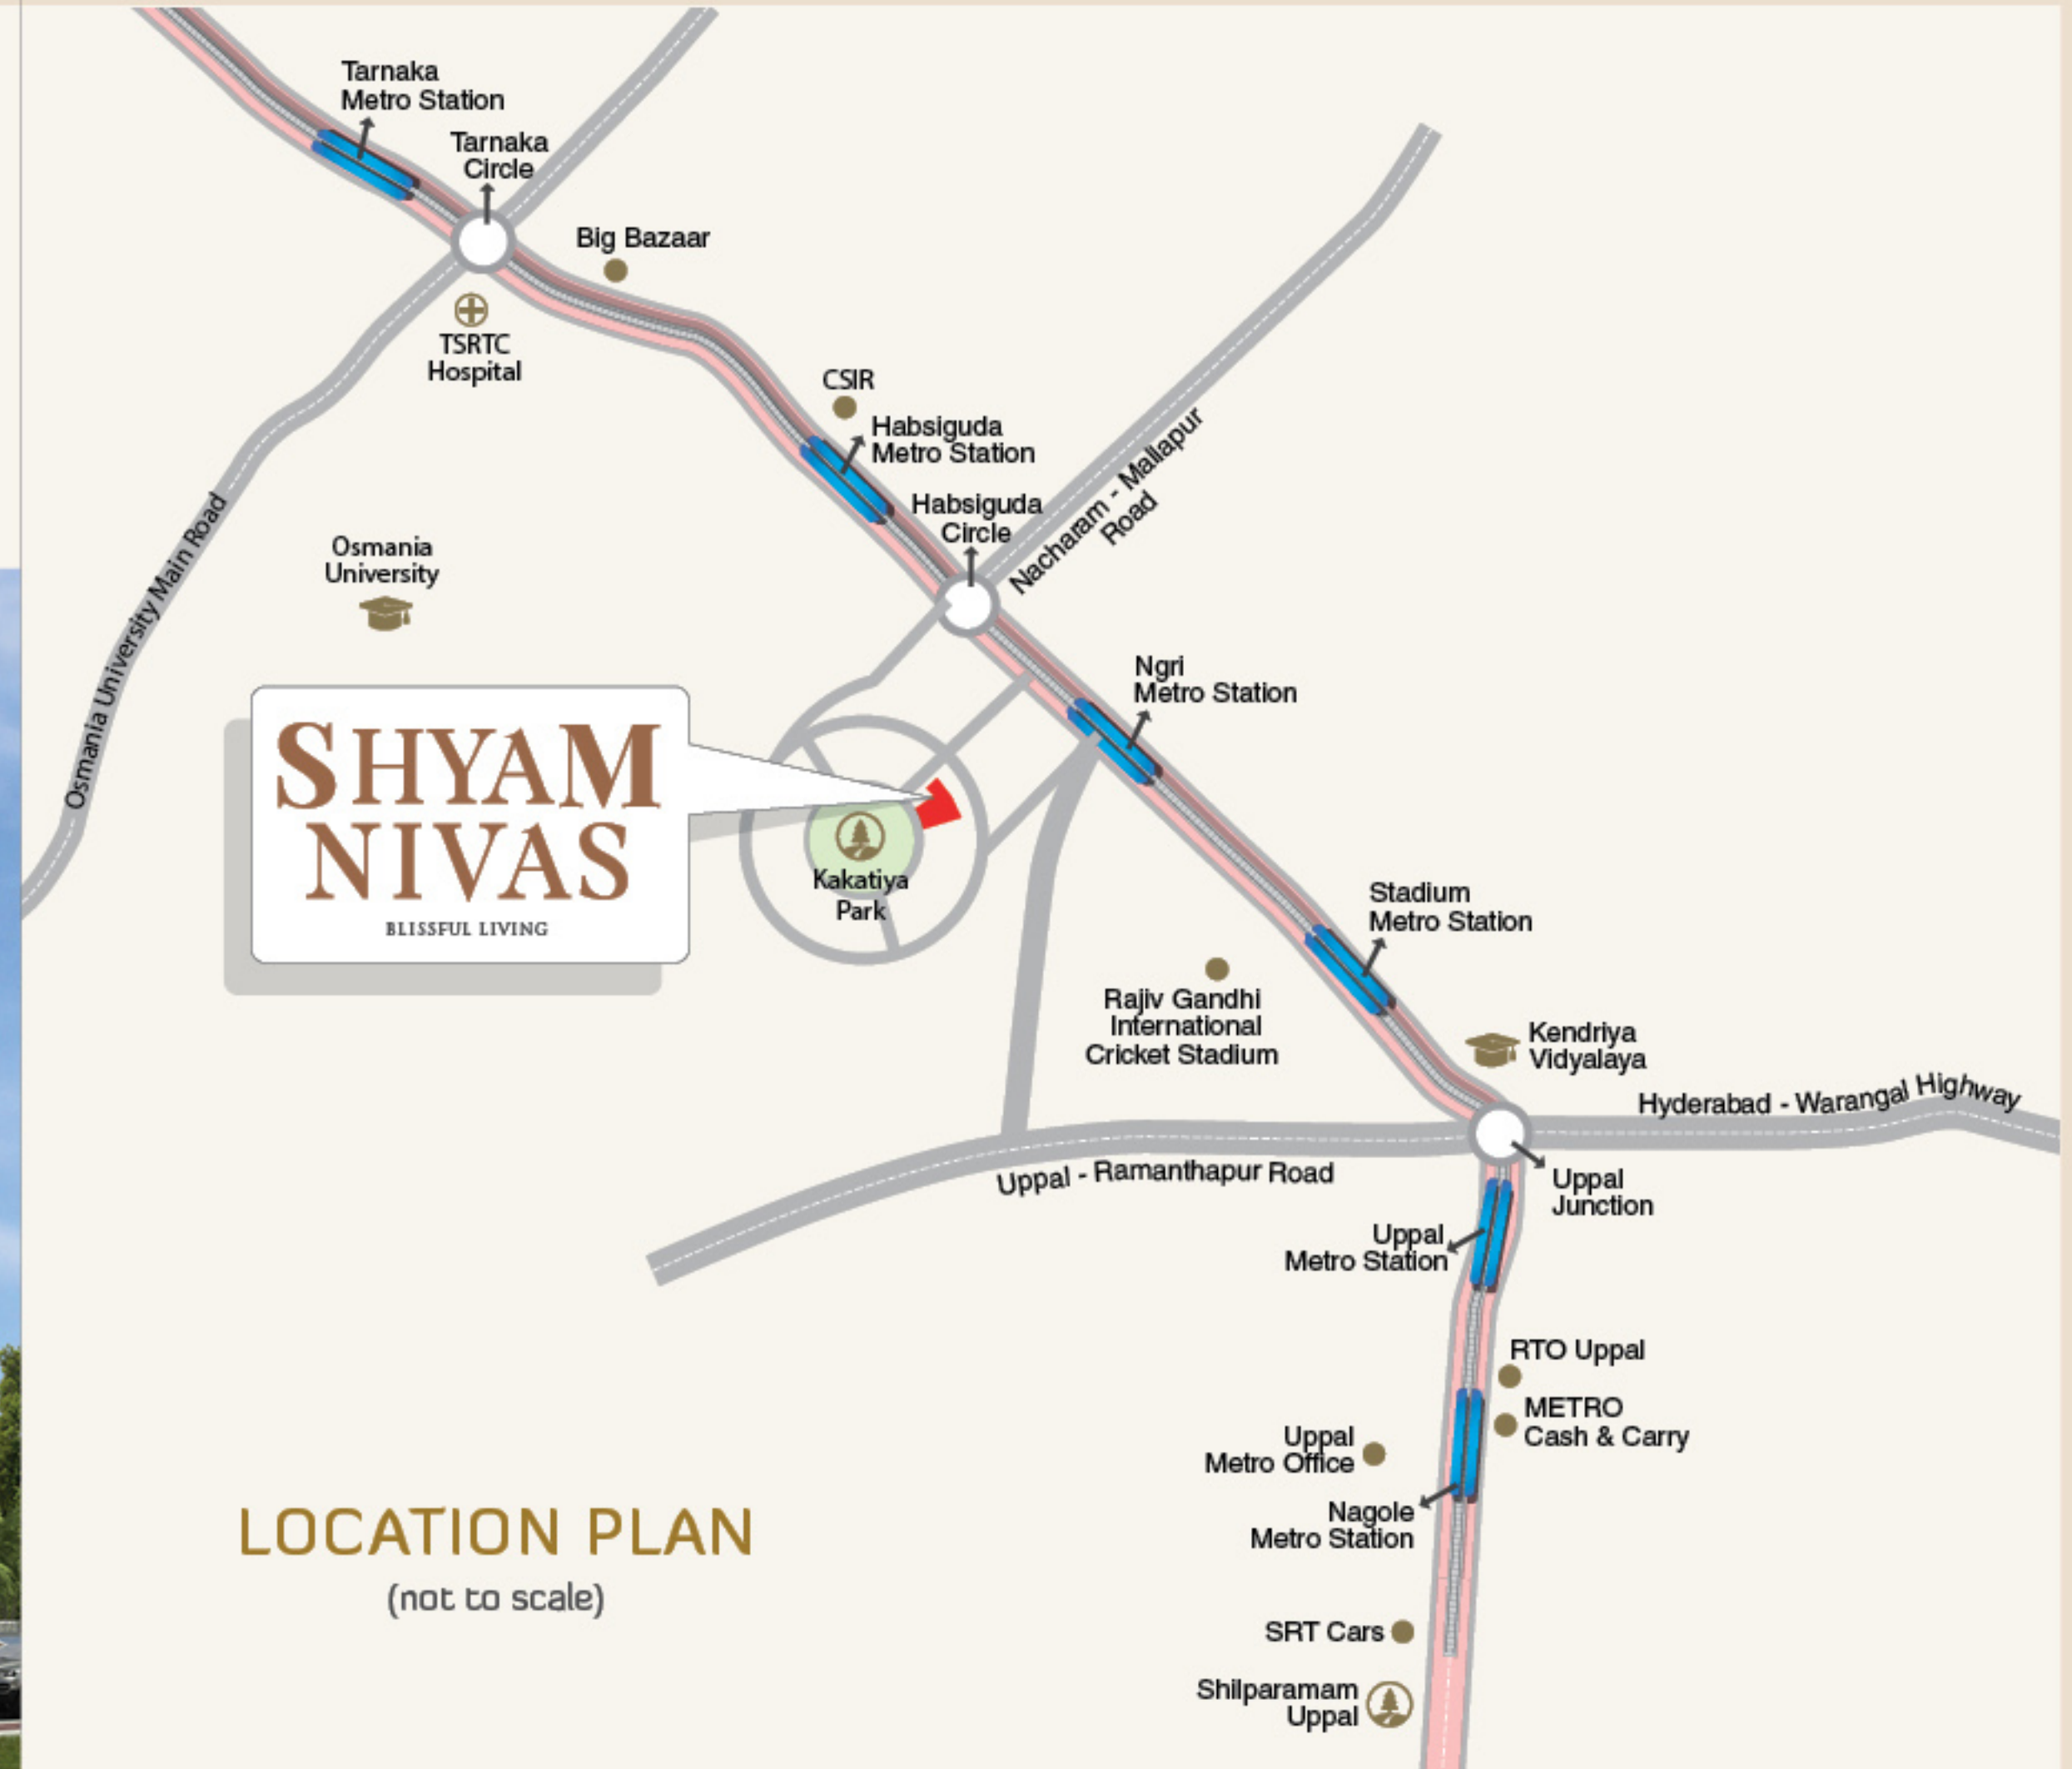 Tarnaka
Metro Station
Tarnaka
Circle
Big Bazaar
TSRTC
Hospital
CSIR
Habsiguda
Metro Station
Habsiguda
Circle
Nacharam - Mallapur
Road
Osmania University Main Road
Osmania
University
Ngri
Metro Station
SHYAM
NIVAS
BLISSFUL LIVING
Kakatiya
Park
Stadium
Metro Station
Rajiv Gandhi
International
Cricket Stadium
Kendriya
Vidyalaya
Hyderabad - Warangal Highway
Uppal - Ramanthapur Road
Uppal
Junction
Uppal
Metro Station
RTO Uppal
METRO
Cash & Carry
Uppal
Metro Office
Nagole
Metro Station
LOCATION PLAN
(not to scale)
SRT Cars
Shilparamam
Uppal